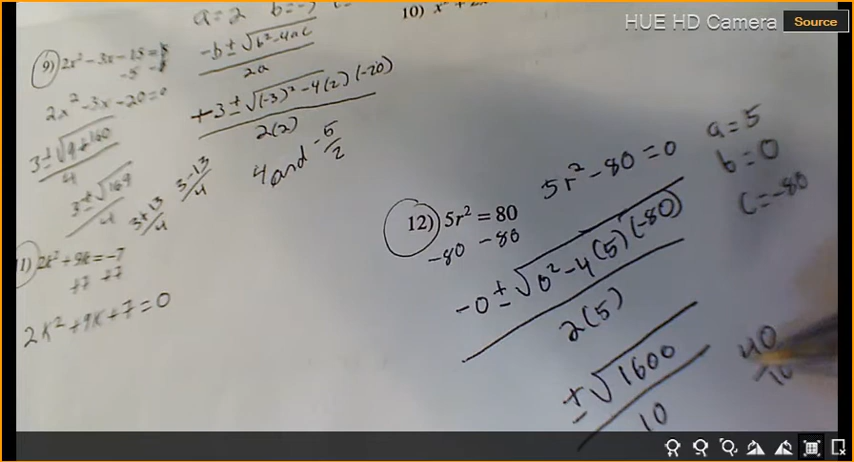 HUE HD Camera
Source
a = 2 b = -3
9) 2x² - 3x - 15 = 5
-5 -5
2x² - 3x - 20 = 0
3 ± √9 + 160
4
3 ± √169
4
3 + 13
4
3 - 13
4
-b ± √b² - 4ac
2a
+3 ± √(-3)² - 4(2)(-20)
2(2)
4 and -5/2
10)
11) 2k² + 9k = -7
+7 +7
2k² + 9k + 7 = 0
12) 5r² = 80
-80 -80
5r² - 80 = 0
a = 5
b = 0
c = -80
-0 ± √0² - 4(5)(-80)
2(5)
± √1600
10
40
10